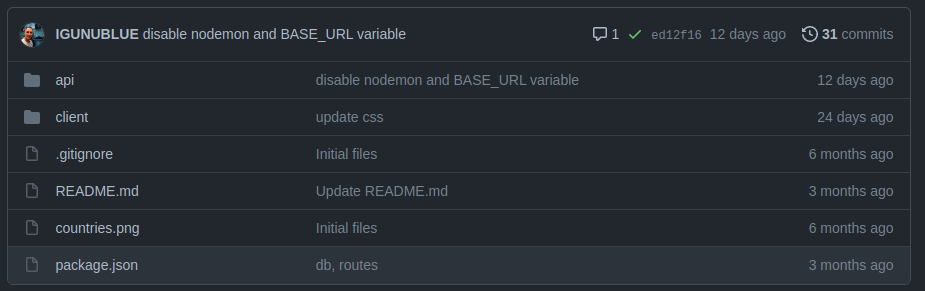 IGUNUBLUE disable nodemon and BASE_URL variable 1 ed12f16 12 days ago 31 commits
api disable nodemon and BASE_URL variable 12 days ago
client update css 24 days ago
.gitignore Initial files 6 months ago
README.md Update README.md 3 months ago
countries.png Initial files 6 months ago
package.json db, routes 3 months ago